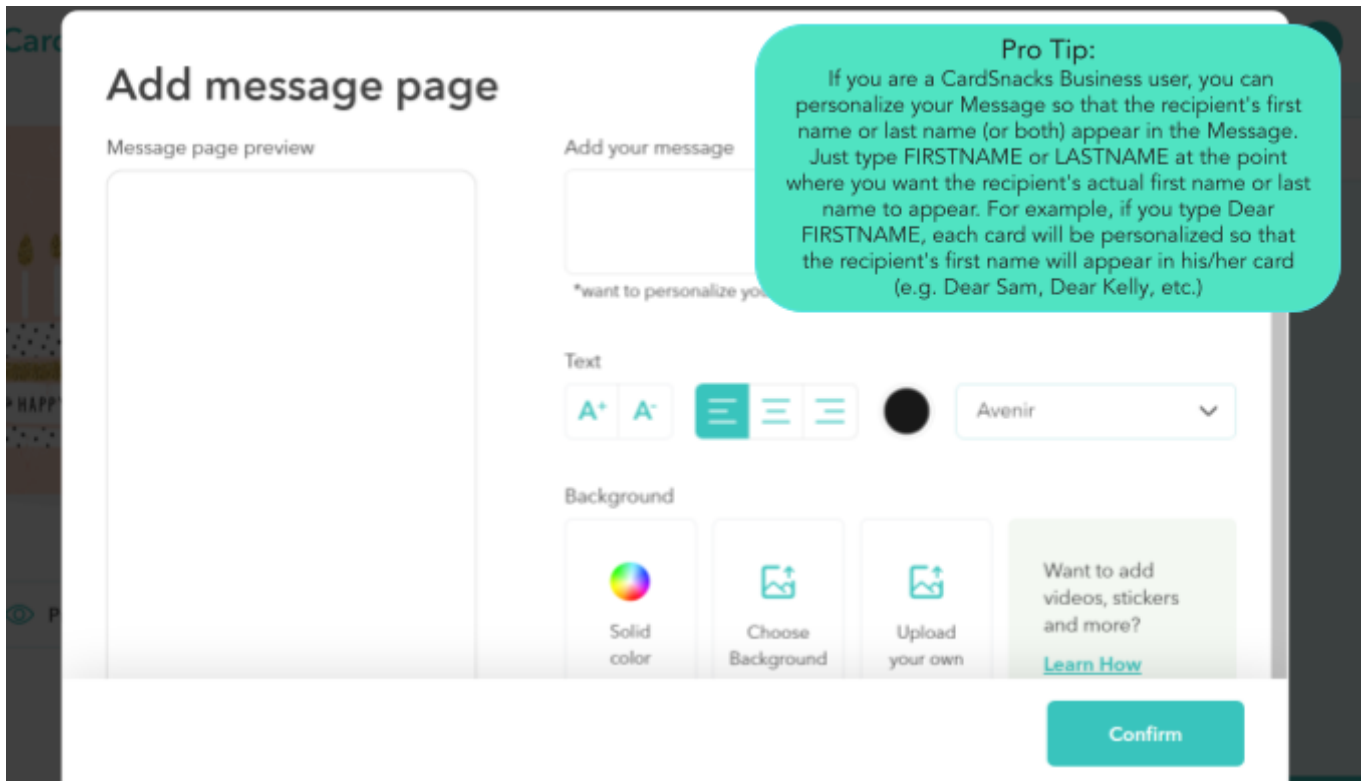 Card
Add message page
Message page preview
Pro Tip:
If you are a CardSnacks Business user, you can
personalize your Message so that the recipient's first
name or last name (or both) appear in the Message.
Just type FIRSTNAME or LASTNAME at the point
where you want the recipient's actual first name or last
name to appear. For example, if you type Dear
FIRSTNAME, each card will be personalized so that
the recipient's first name will appear in his/her card
(e.g. Dear Sam, Dear Kelly, etc.)
Add your message
*want to personalize
Text
A+ A-
Avenir
Background
Solid
color
Choose
Background
Upload
your own
Want to add
videos, stickers
and more?
Learn How
HAPP
P
Confirm